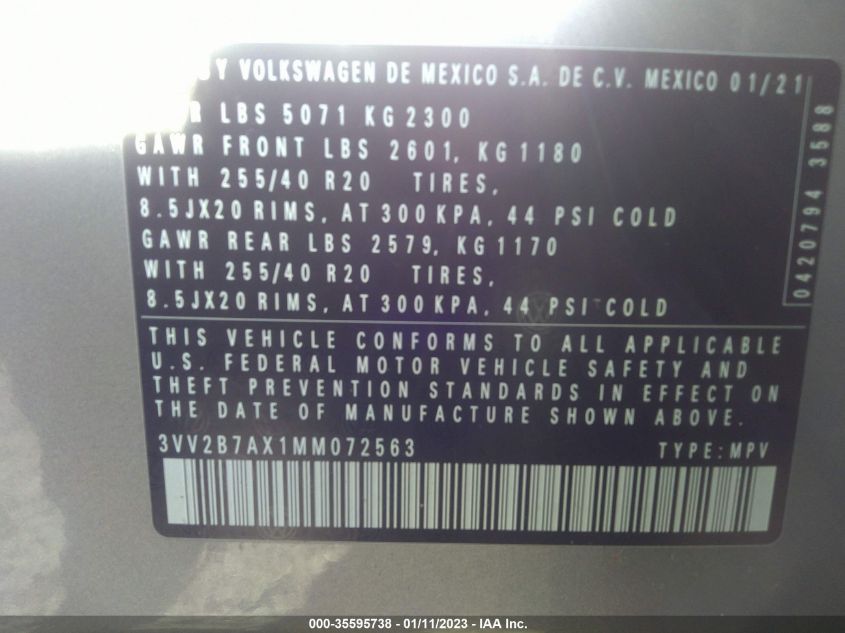 Y VOLKSWAGEN DE MEXICO S.A. DE C.V. MEXICO 01/21
R LBS 5071 KG 2300
GAWR FRONT LBS 2601, KG 1180
WITH 255/40 R20 TIRES,
8.5JX20 RIMS, AT 300 KPA, 44 PSI COLD
GAWR REAR LBS 2579, KG 1170
WITH 255/40 R20 TIRES,
8.5JX20 RIMS, AT 300 KPA, 44 PSI COLD
0420794 3588
THIS VEHICLE CONFORMS TO ALL APPLICABLE
U.S. FEDERAL MOTOR VEHICLE SAFETY AND
THEFT PREVENTION STANDARDS IN EFFECT ON
THE DATE OF MANUFACTURE SHOWN ABOVE.
3VV2B7AX1MM072563 TYPE: MPV
000-35595738 - 01/11/2023 - IAA Inc.